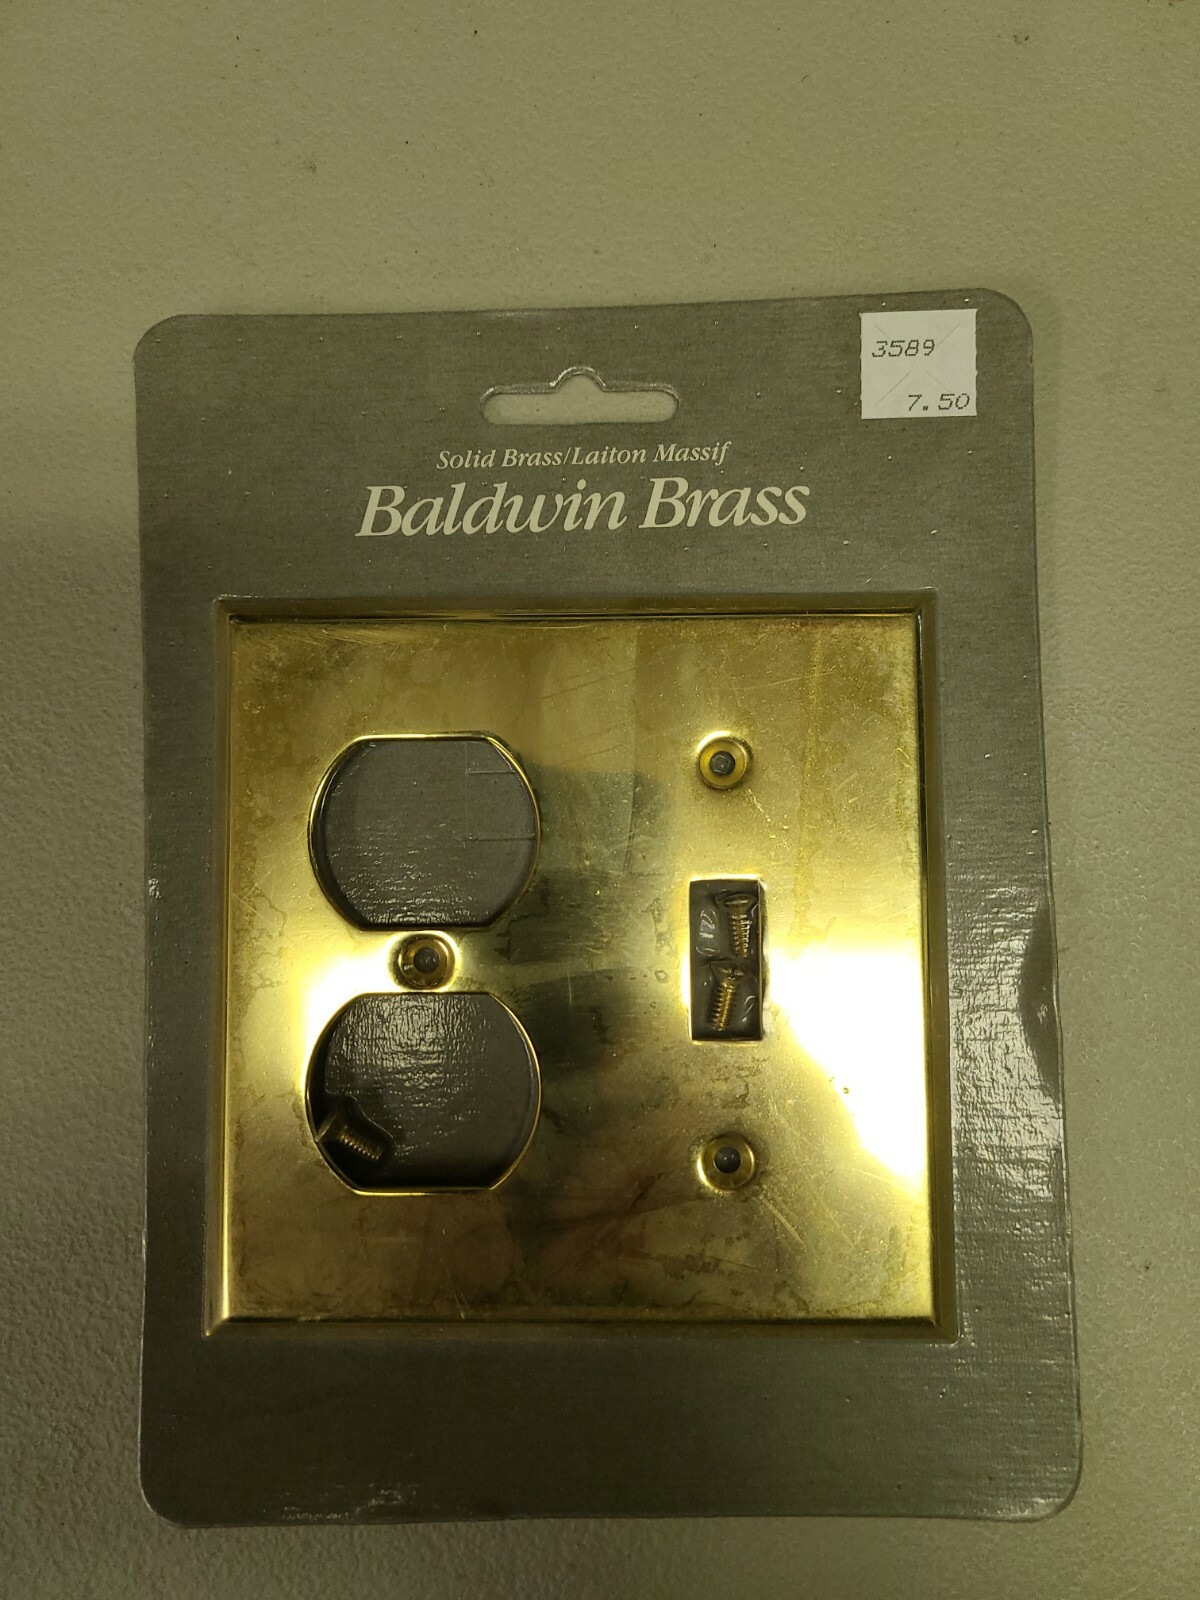 3589
7.50
Solid Brass/Laiton Massif
Baldwin Brass